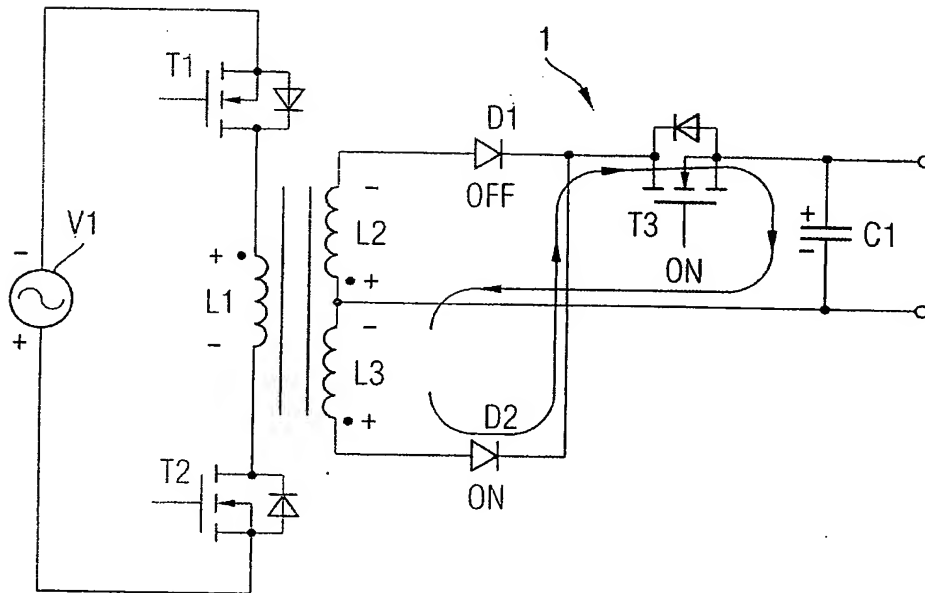 1
T1
D1
OFF
V1
-
+
+
L1
-
-
L2
+
-
L3
+
T3
ON
+
-
C1
D2
ON
T2